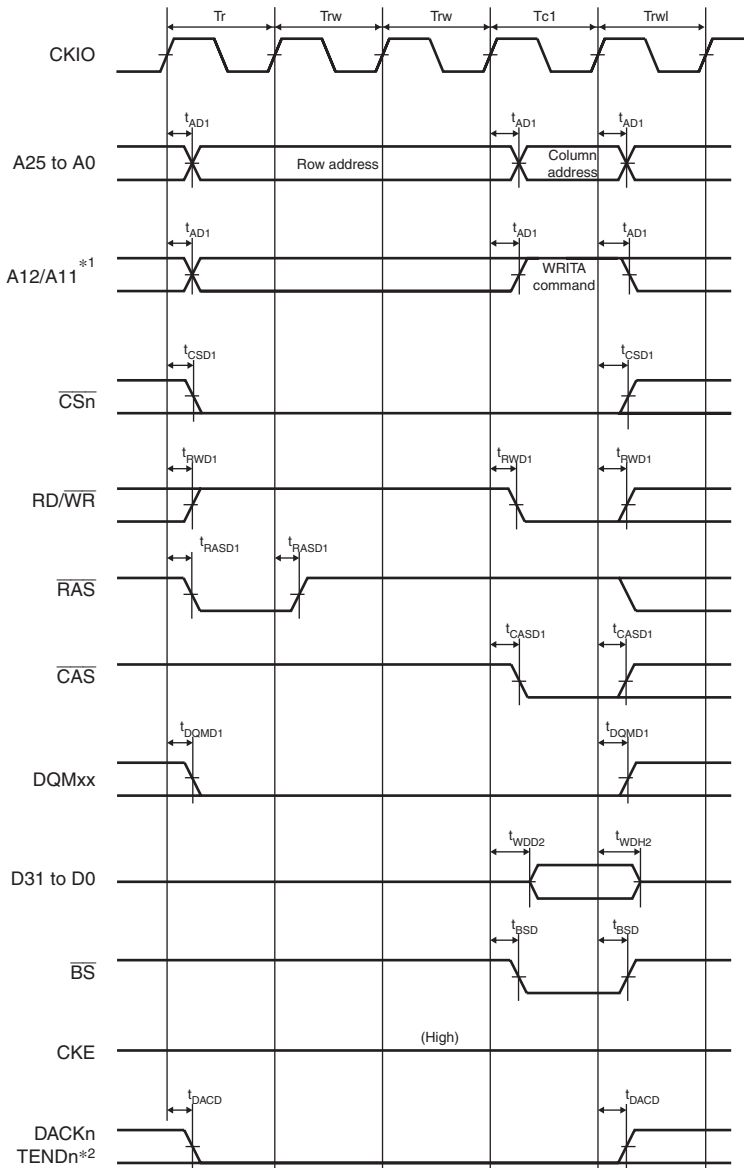 Tr Trw Trw Tc1 Trwl
CKIO
tAD1 tAD1 tAD1
A25 to A0 Row address Column address
tAD1 tAD1 tAD1
A12/A11*1 WRITA command
tCSD1 tCSD1
CSn
tRWD1 tRWD1 tRWD1
RD/WR
tRASD1 tRASD1
RAS
tCASD1 tCASD1
CAS
tDQMD1 tDQMD1
DQMxx
tWDD2 tWDH2
D31 to D0
tBSD tBSD
BS
(High)
CKE
tDACD tDACD
DACKn
TENDn*2